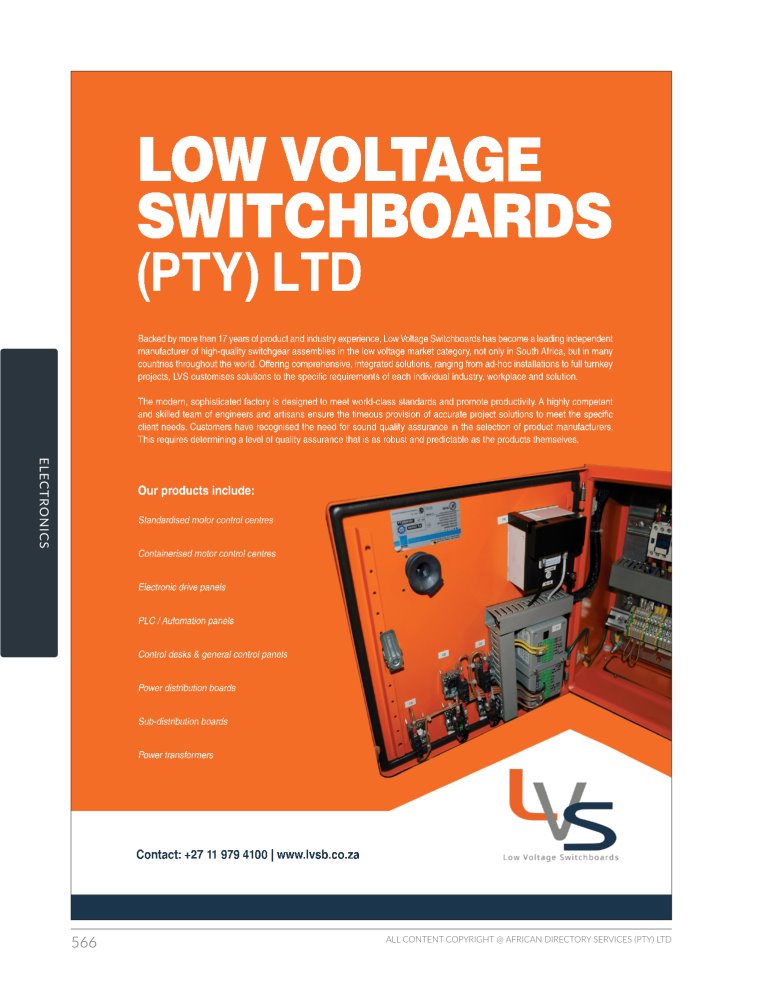 LOW VOLTAGE
SWITCHBOARDS
(PTY) LTD
Backed by more than 17 years of product and industry experience, Low Voltage Switchboards has become a leading independent
manufacturer of high-quality switchgear assemblies in the low voltage market category, not only in South Africa, but in many
countries throughout the world. Offering comprehensive, integrated solutions, ranging from ad-hoc installations to full turnkey
projects, LVS customises solutions to the specific requirements of each individual industry, workplace and solution.
The modern, sophisticated factory is designed to meet world-class standards and promote productivity. A highly competent
and skilled team of engineers and artisans ensure the timeous provision of accurate project solutions to meet the specific
client needs. Customers have recognised the need for sound quality assurance in the selection of product manufacturers.
This requires determining a level of quality assurance that is as robust and predictable as the products themselves.
ELECTRONICS
Our products include:
Standardised motor control centres
Containerised motor control centres
Electronic drive panels
PLC / Automation panels
Control desks & general control panels
Power distribution boards
Sub-distribution boards
Power transformers
LVS
Low Voltage Switchboards
Contact: +27 11 979 4100 | www.lvsb.co.za
566
ALL CONTENT COPYRIGHT @ AFRICAN DIRECTORY SERVICES (PTY) LTD